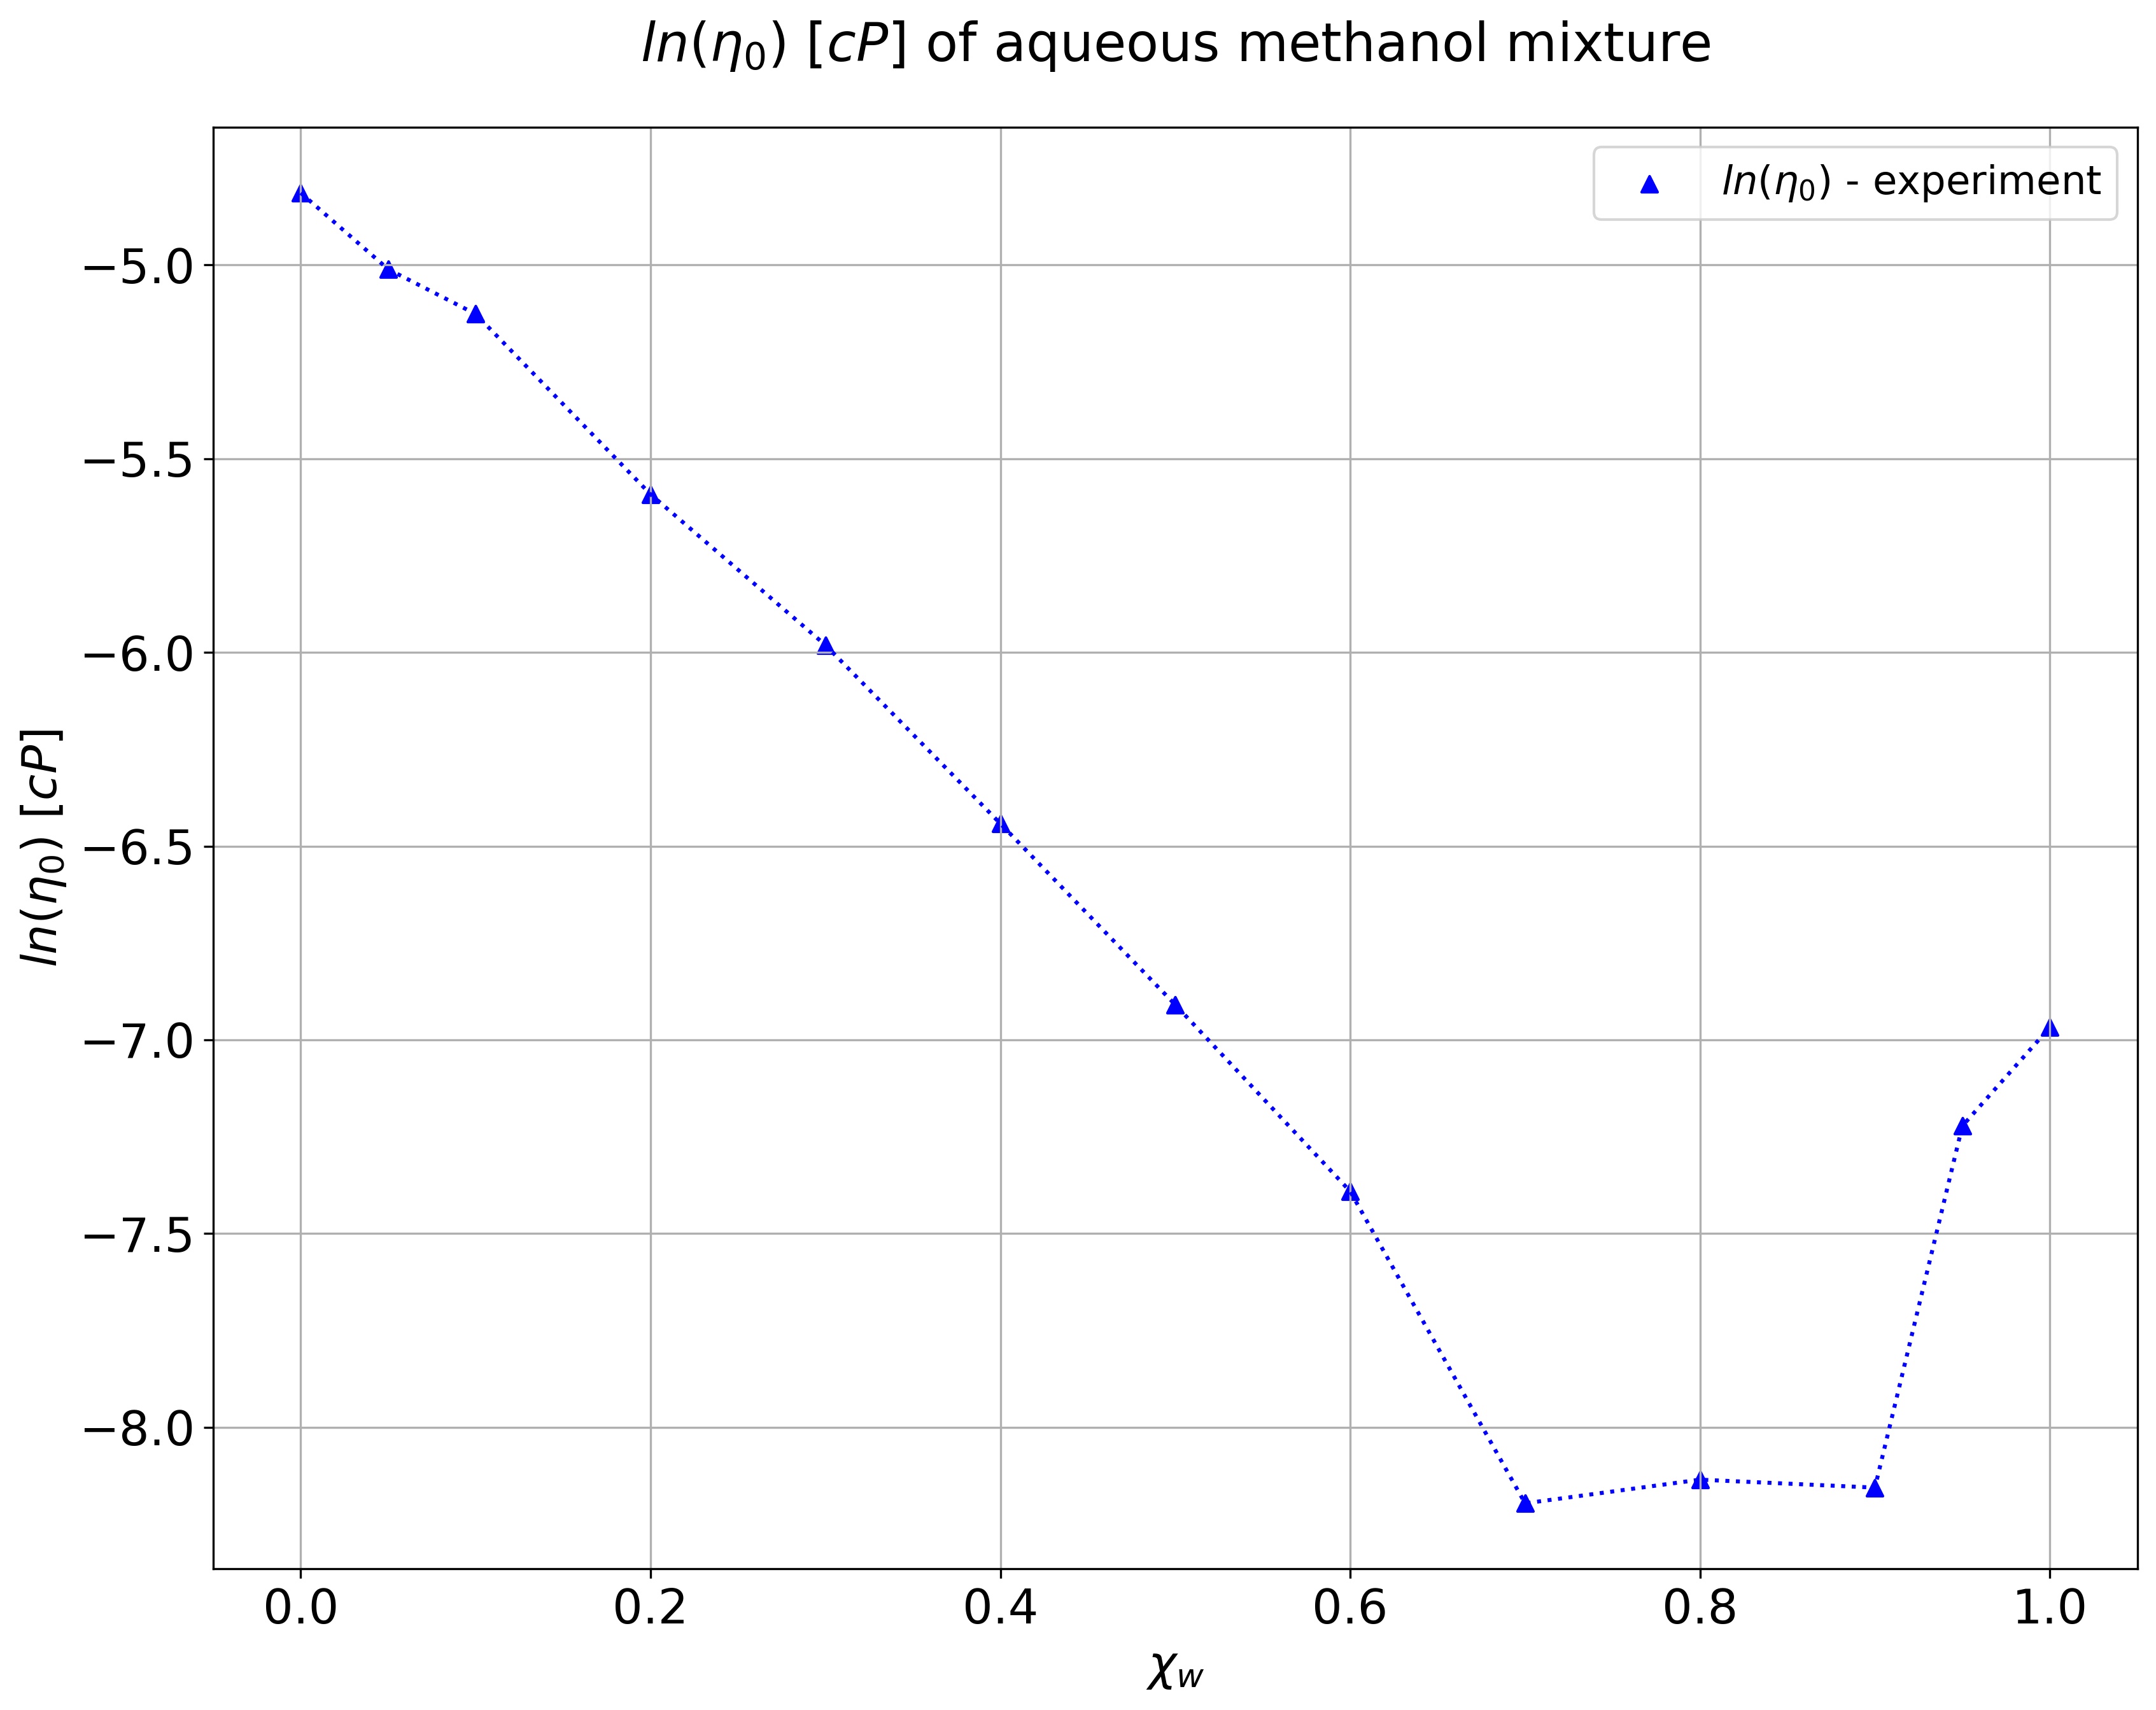 ln(η₀) [cP] of aqueous methanol mixture
ln(η₀) - experiment
ln(η₀) [cP]
−5.0
−5.5
−6.0
−6.5
−7.0
−7.5
−8.0
0.0 0.2 0.4 0.6 0.8 1.0
χ_w